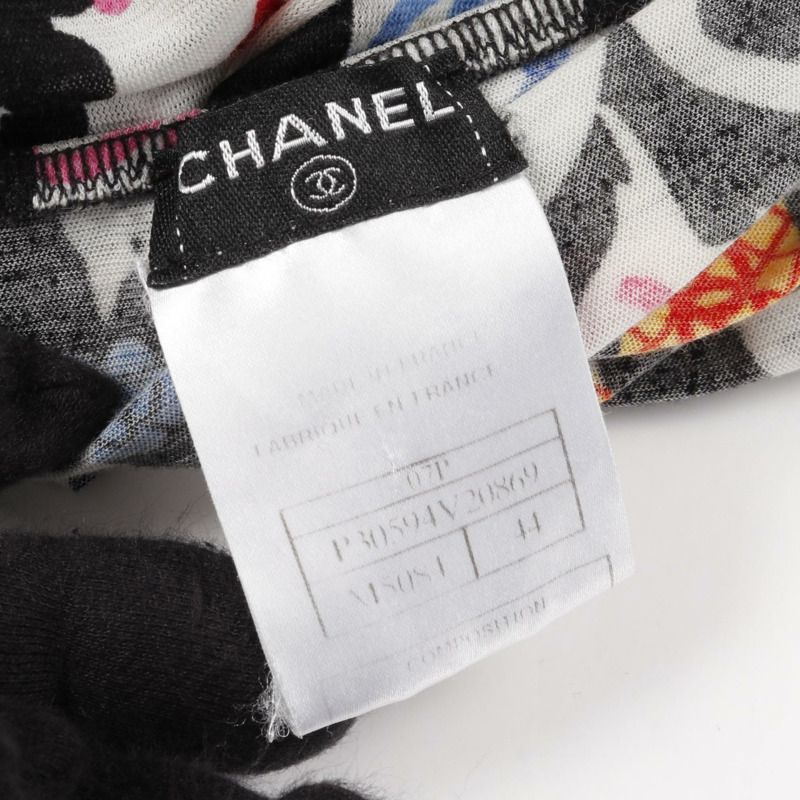 CHANEL
MADE IN FRANCE
FABRIQUE EN FRANCE
07P
P30594V20869
44
COMPOSITION